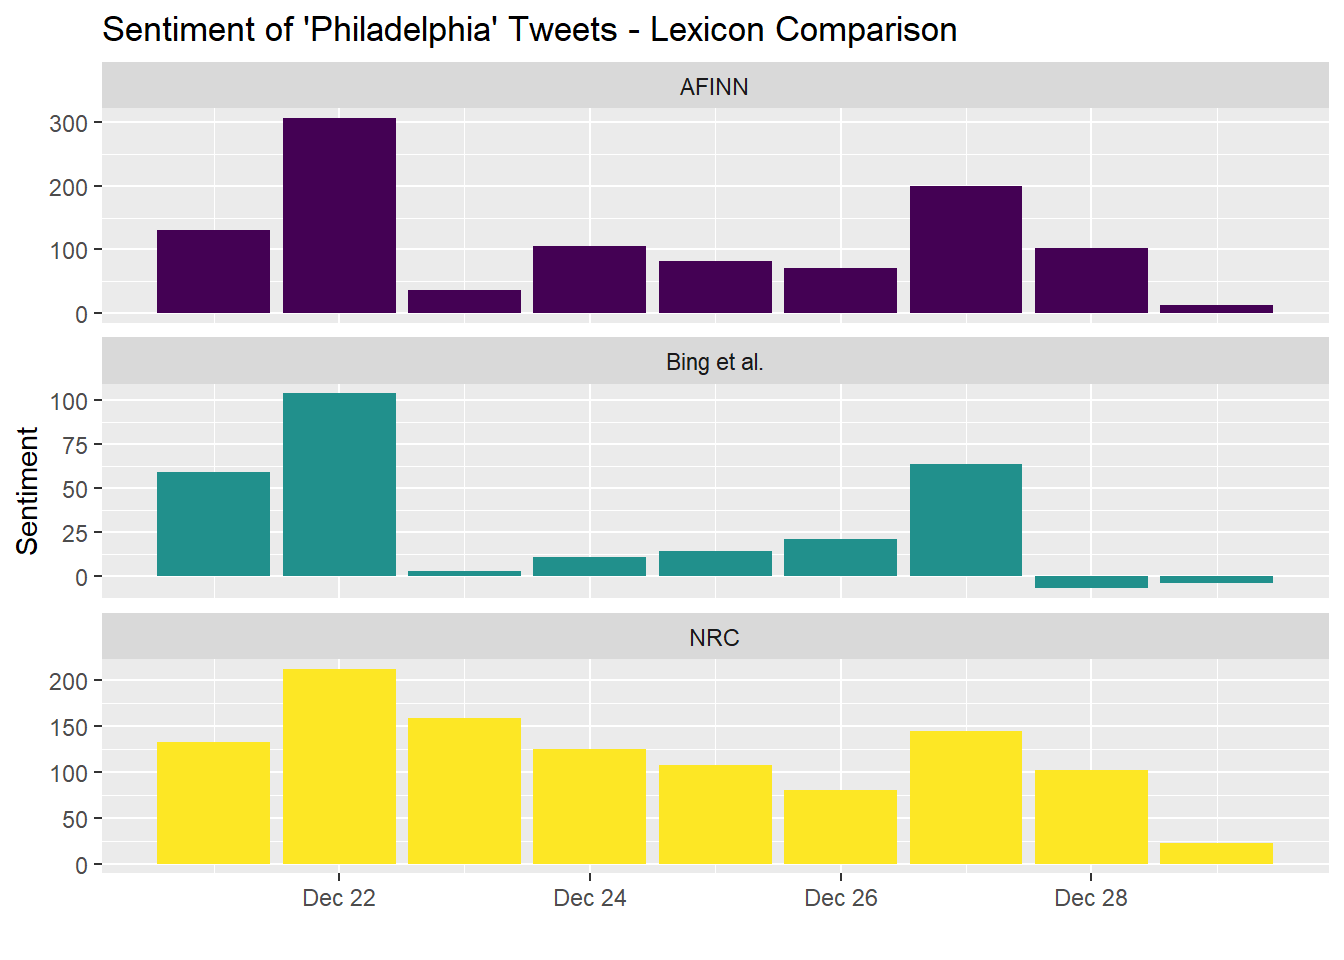 Sentiment of 'Philadelphia' Tweets - Lexicon Comparison
AFINN
300
200
100
0
Bing et al.
100
75
50
25
0
Sentiment
NRC
200
150
100
50
0
Dec 22 Dec 24 Dec 26 Dec 28